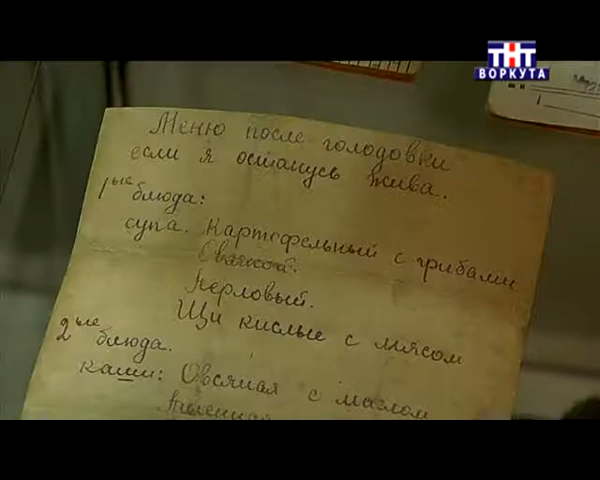 ТНТ
ВОРКУТА
Меню после голодовки
если я останусь жива.
1ые блюда:
супа. Картофельный с грибами
Овяной.
Перловый.
Щи кислые с мясом
2ые блюда.
каши: Овсяная с маслом